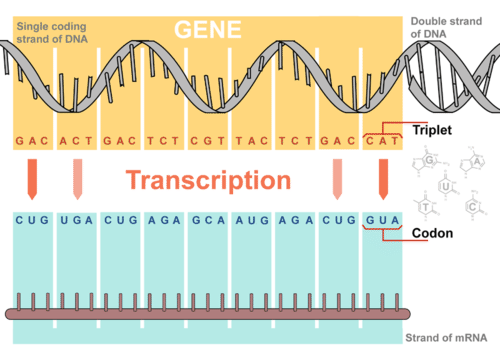 Single coding
strand of DNA
GENE
Double strand
of DNA
GAC ACT GAC TCT CGT TAC TCT GAC CAT
Triplet
Transcription
G A
U
T C
CUG UGA CUG AGA GCA AUG AGA CUG GUA
Codon
Strand of mRNA